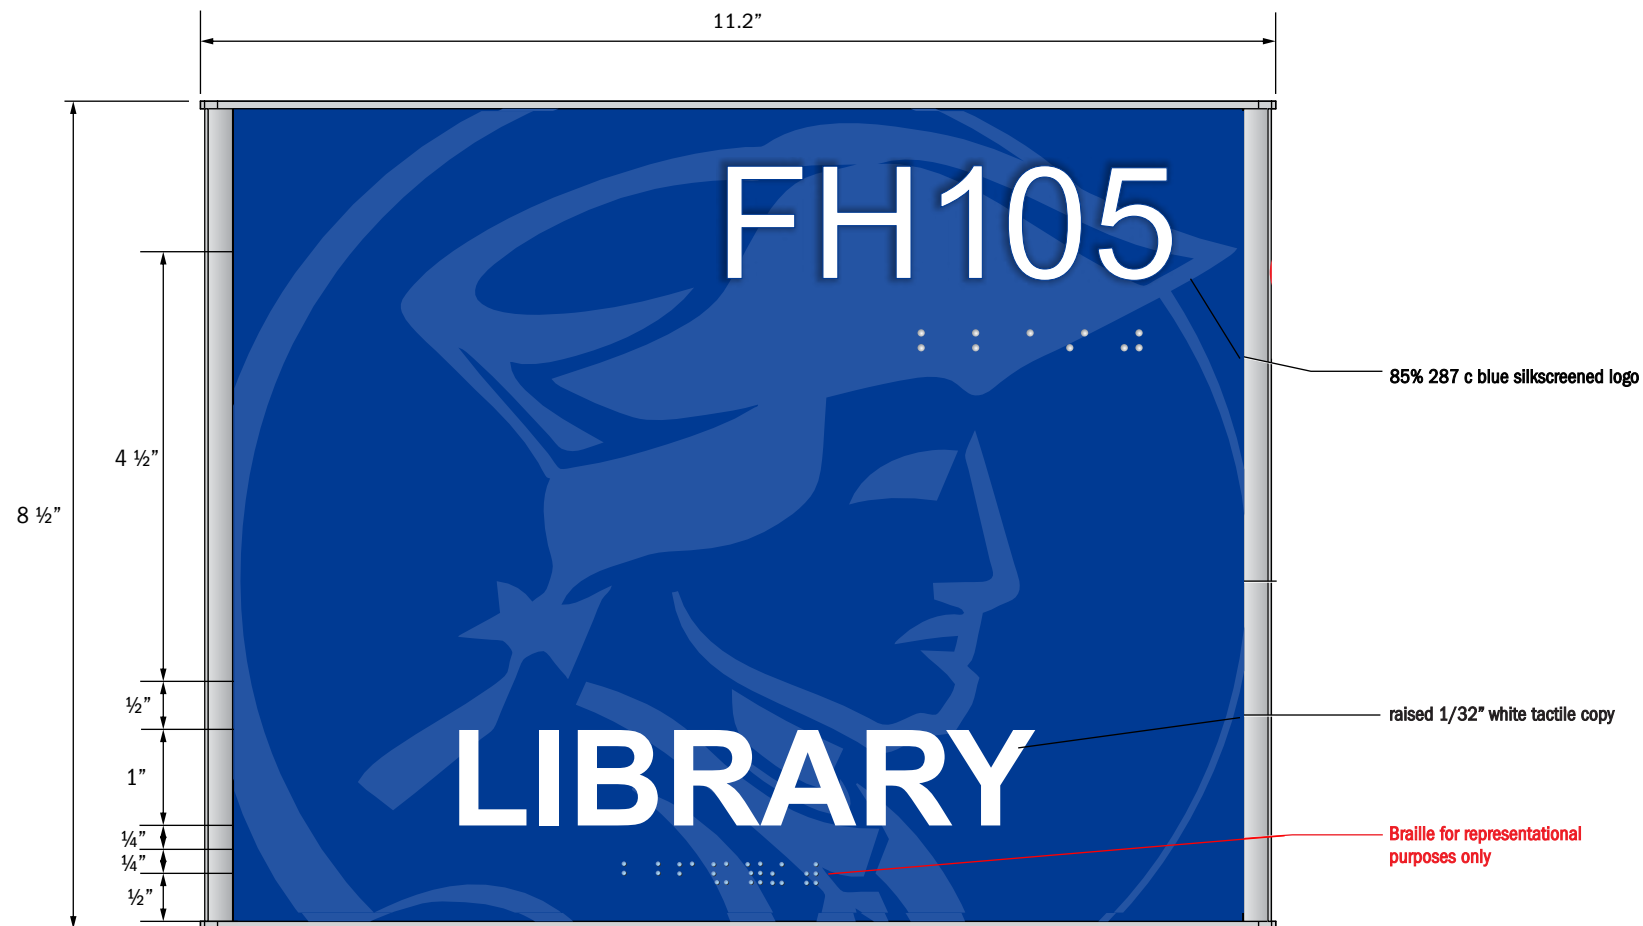 11.2”
FH105
85% 287 c blue silkscreened logo
4 ½”
8 ½”
½”
raised 1/32” white tactile copy
LIBRARY
1”
¼”
Braille for representational
purposes only
¼”
½”